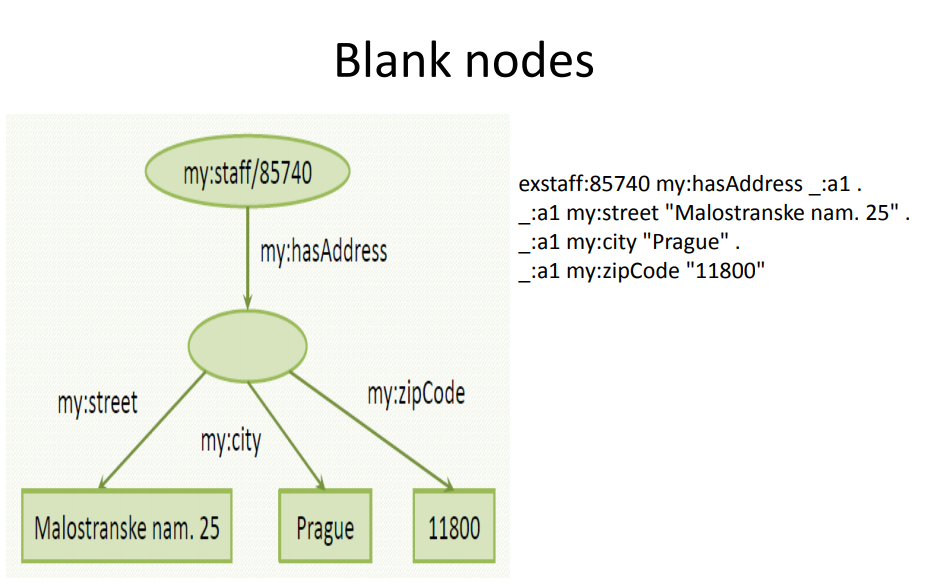 Blank nodes
my:staff/85740
my:hasAddress
my:street
my:city
my:zipCode
Malostranske nam. 25
Prague
11800
exstaff:85740 my:hasAddress _:a1 .
_:a1 my:street "Malostranske nam. 25" .
_:a1 my:city "Prague" .
_:a1 my:zipCode "11800"